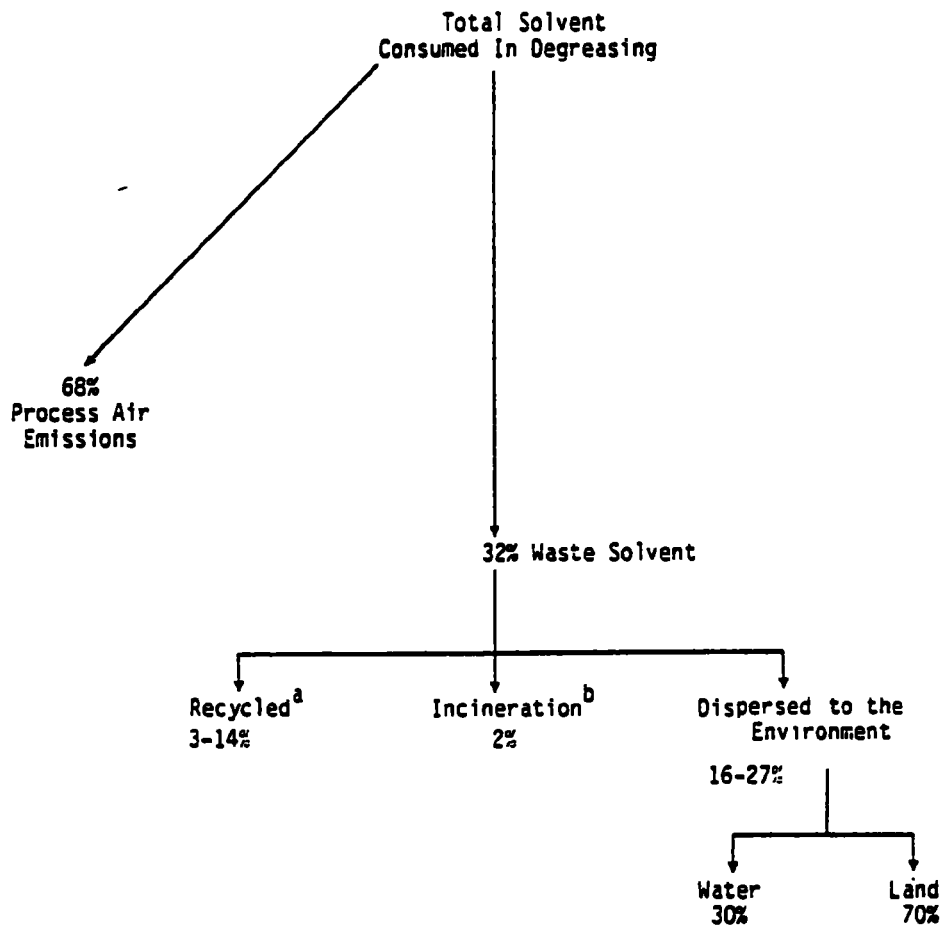 Total Solvent
Consumed In Degreasing
68%
Process Air
Emissions
32% Waste Solvent
Recycled^a
3-14%
Incineration^b
2%
Dispersed to the
Environment
16-27%
Water
30%
Land
70%